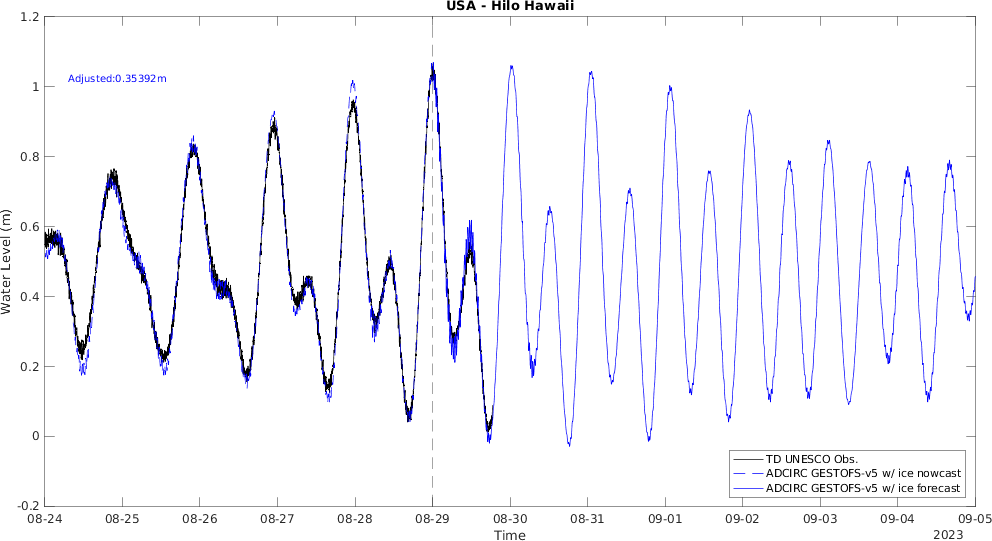 USA - Hilo Hawaii
1.2
1
0.8
0.6
0.4
0.2
0
-0.2
Water Level (m)
Adjusted:0.35392m
TD UNESCO Obs.
ADCIRC GESTOFS-v5 w/ ice nowcast
ADCIRC GESTOFS-v5 w/ ice forecast
08-24 08-25 08-26 08-27 08-28 08-29 08-30 08-31 09-01 09-02 09-03 09-04 09-05
Time
2023